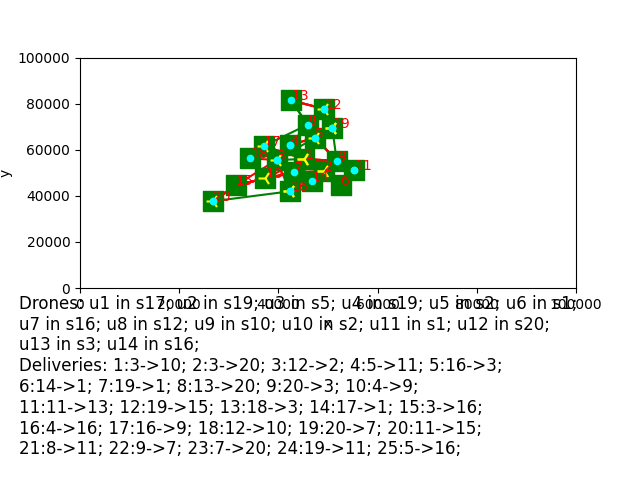 100000
80000
60000
40000
20000
0
y
13
2
9
11
Drones: u1 in s17; u2 in s19; u3 in s5; u4 in s19; u5 in s2; u6 in s1;
0 20000 40000 60000 80000 100000
u7 in s16; u8 in s12; u9 in s10; u10 in s2; u11 in s1; u12 in s20;
x
u13 in s3; u14 in s16;
Deliveries: 1:3->10; 2:3->20; 3:12->2; 4:5->11; 5:16->3;
6:14->1; 7:19->1; 8:13->20; 9:20->3; 10:4->9;
11:11->13; 12:19->15; 13:18->3; 14:17->1; 15:3->16;
16:4->16; 17:16->9; 18:12->10; 19:20->7; 20:11->15;
21:8->11; 22:9->7; 23:7->20; 24:19->11; 25:5->16;